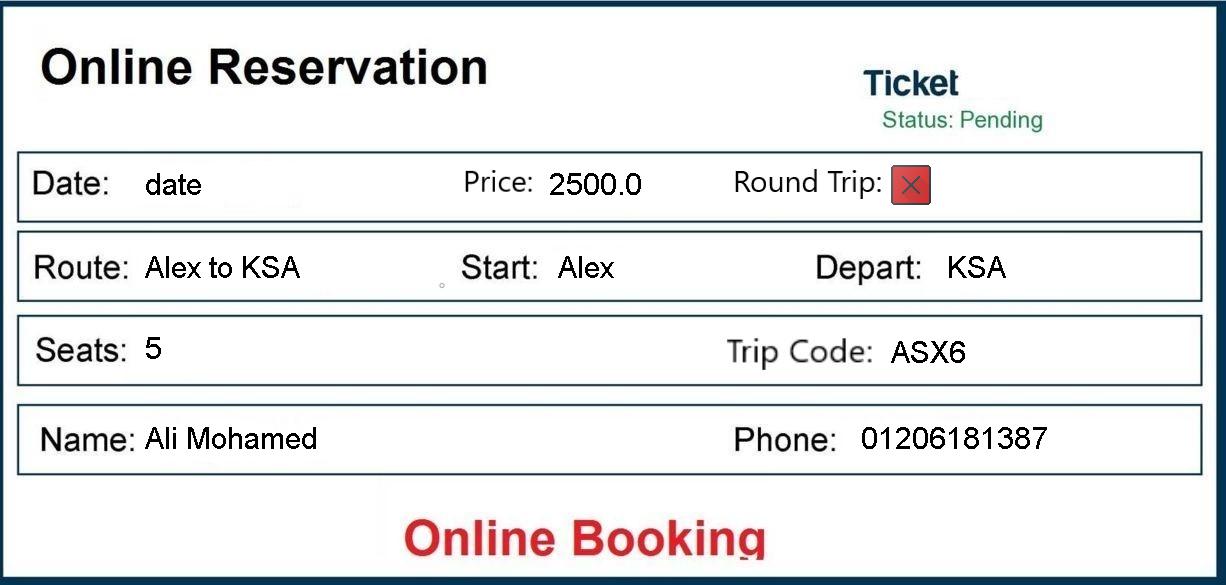 Online Reservation
Ticket
Status: Pending
Date: date Price: 2500.0 Round Trip:
Route: Alex to KSA Start: Alex Depart: KSA
Seats: 5 Trip Code: ASX6
Name: Ali Mohamed Phone: 01206181387
Online Booking